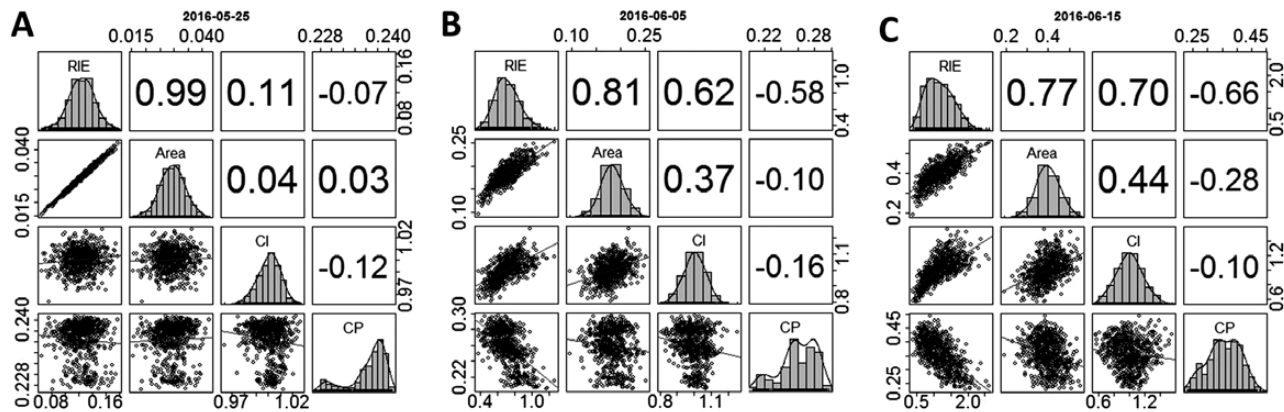 A
2016-05-25
0.015 0.040 0.228 0.240
RIE 0.99 0.11 -0.07 0.08 0.16
0.015 0.040 Area 0.04 0.03
CI -0.12 0.97 1.02
0.228 0.240 CP
0.08 0.16 0.97 1.02
B
2016-06-05
0.10 0.25 0.22 0.28
RIE 0.81 0.62 -0.58 0.4 1.0
0.10 0.25 Area 0.37 -0.10
CI -0.16 0.8 1.1
0.22 0.30 CP
0.4 1.0 0.8 1.1
C
2016-06-15
0.2 0.4 0.25 0.45
RIE 0.77 0.70 -0.66 0.5 2.0
0.2 0.4 Area 0.44 -0.28
CI -0.10 0.6 1.2
0.25 0.45 CP
0.5 2.0 0.6 1.2